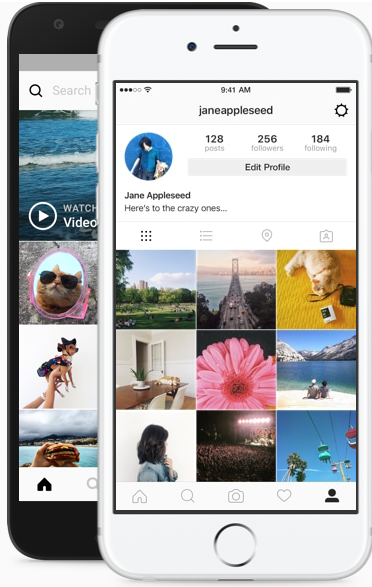 Search
WATCH
Video
9:41 AM
janeappleseed
128
posts
256
followers
184
following
Edit Profile
Jane Appleseed
Here's to the crazy ones...